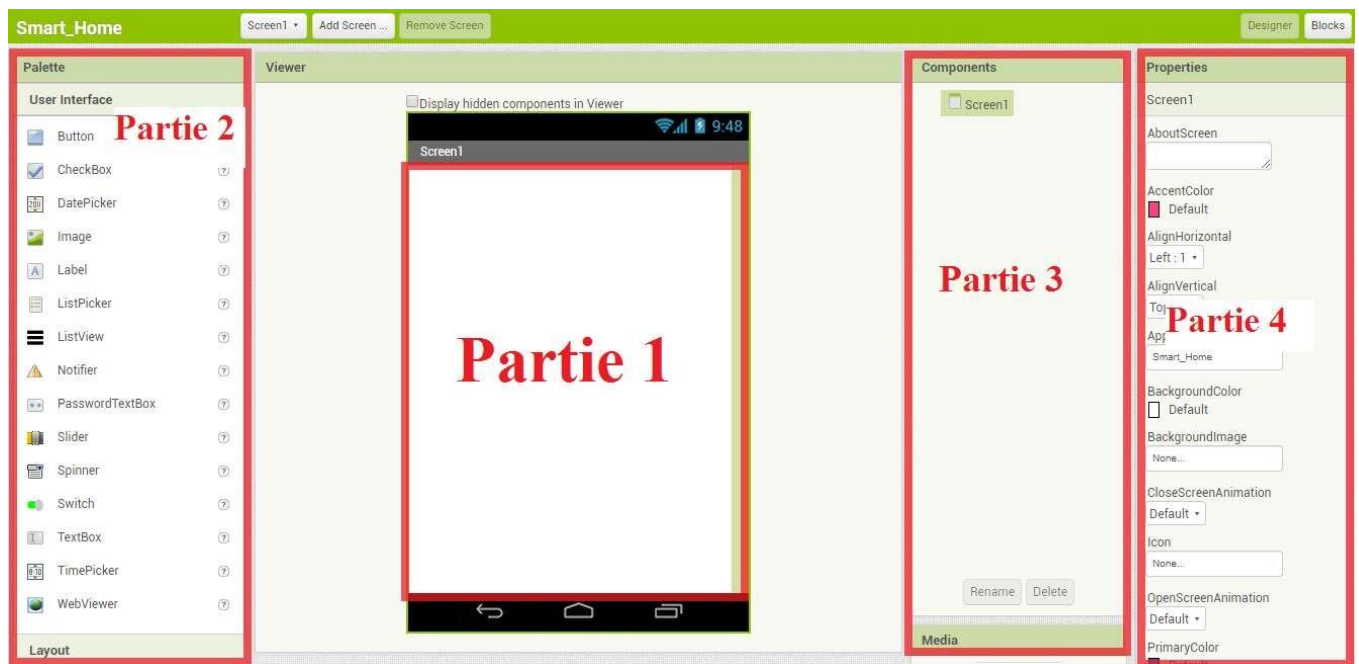 Smart_Home
Screen1
Add Screen ...
Remove Screen
Designer
Blocks
Palette
User Interface
Button
CheckBox
DatePicker
Image
Label
ListPicker
ListView
Notifier
PasswordTextBox
Slider
Spinner
Switch
TextBox
TimePicker
WebViewer
Layout
Partie 2
Viewer
Display hidden components in Viewer
9:48
Screen1
Partie 1
Components
Screen1
Partie 3
Rename
Delete
Media
Properties
Screen1
AboutScreen
AccentColor
Default
AlignHorizontal
Left : 1
AlignVertical
Partie 4
Smart_Home
BackgroundColor
Default
BackgroundImage
None...
CloseScreenAnimation
Default
Icon
None...
OpenScreenAnimation
Default
PrimaryColor
Default